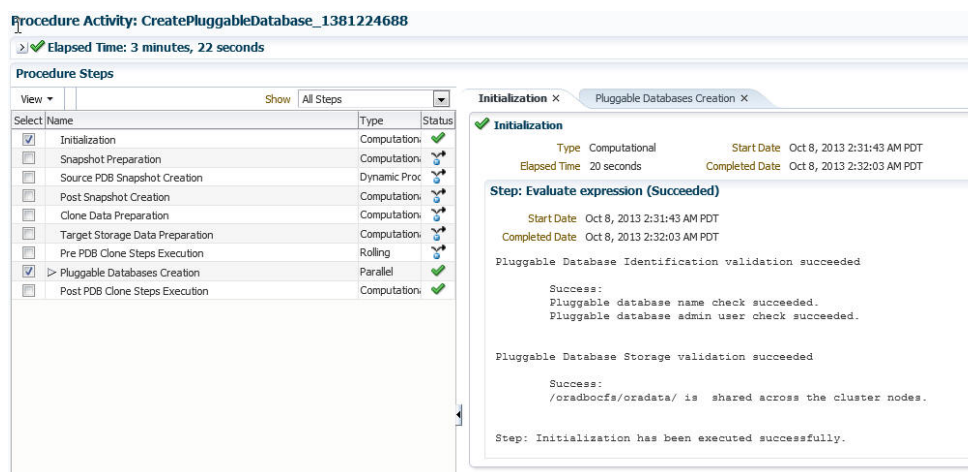 Procedure Activity: CreatePluggableDatabase_1381224688
Elapsed Time: 3 minutes, 22 seconds
Procedure Steps
View
Show All Steps
Select Name Type Status
Initialization Computationa
Snapshot Preparation Computationa
Source PDB Snapshot Creation Dynamic Proc
Post Snapshot Creation Computationa
Clone Data Preparation Computationa
Target Storage Data Preparation Computationa
Pre PDB Clone Steps Execution Rolling
Pluggable Databases Creation Parallel
Post PDB Clone Steps Execution Computationa
Initialization Pluggable Databases Creation
Initialization
Type Computational Start Date Oct 8, 2013 2:31:43 AM PDT
Elapsed Time 20 seconds Completed Date Oct 8, 2013 2:32:03 AM PDT
Step: Evaluate expression (Succeeded)
Start Date Oct 8, 2013 2:31:43 AM PDT
Completed Date Oct 8, 2013 2:32:03 AM PDT
Pluggable Database Identification validation succeeded
Success:
Pluggable database name check succeeded.
Pluggable database admin user check succeeded.
Pluggable Database Storage validation succeeded
Success:
/oradbocfs/oradata/ is shared across the cluster nodes.
Step: Initialization has been executed successfully.